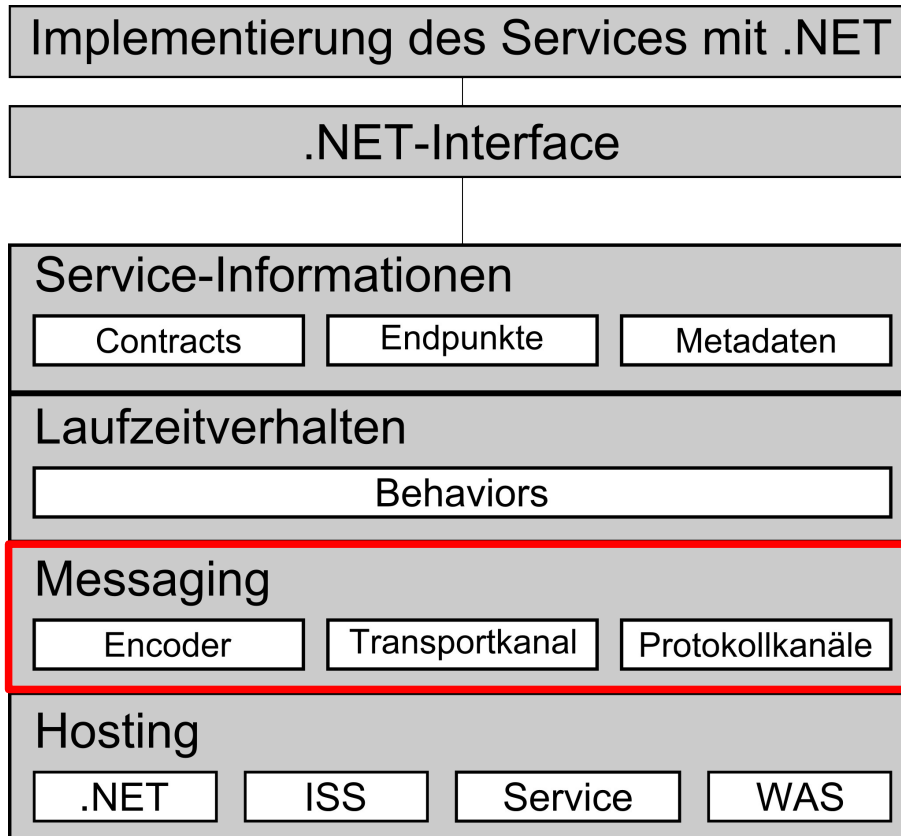 Implementierung des Services mit .NET
.NET-Interface
Service-Informationen
Contracts Endpunkte Metadaten
Laufzeitverhalten
Behaviors
Messaging
Encoder Transportkanal Protokollkanäle
Hosting
.NET ISS Service WAS